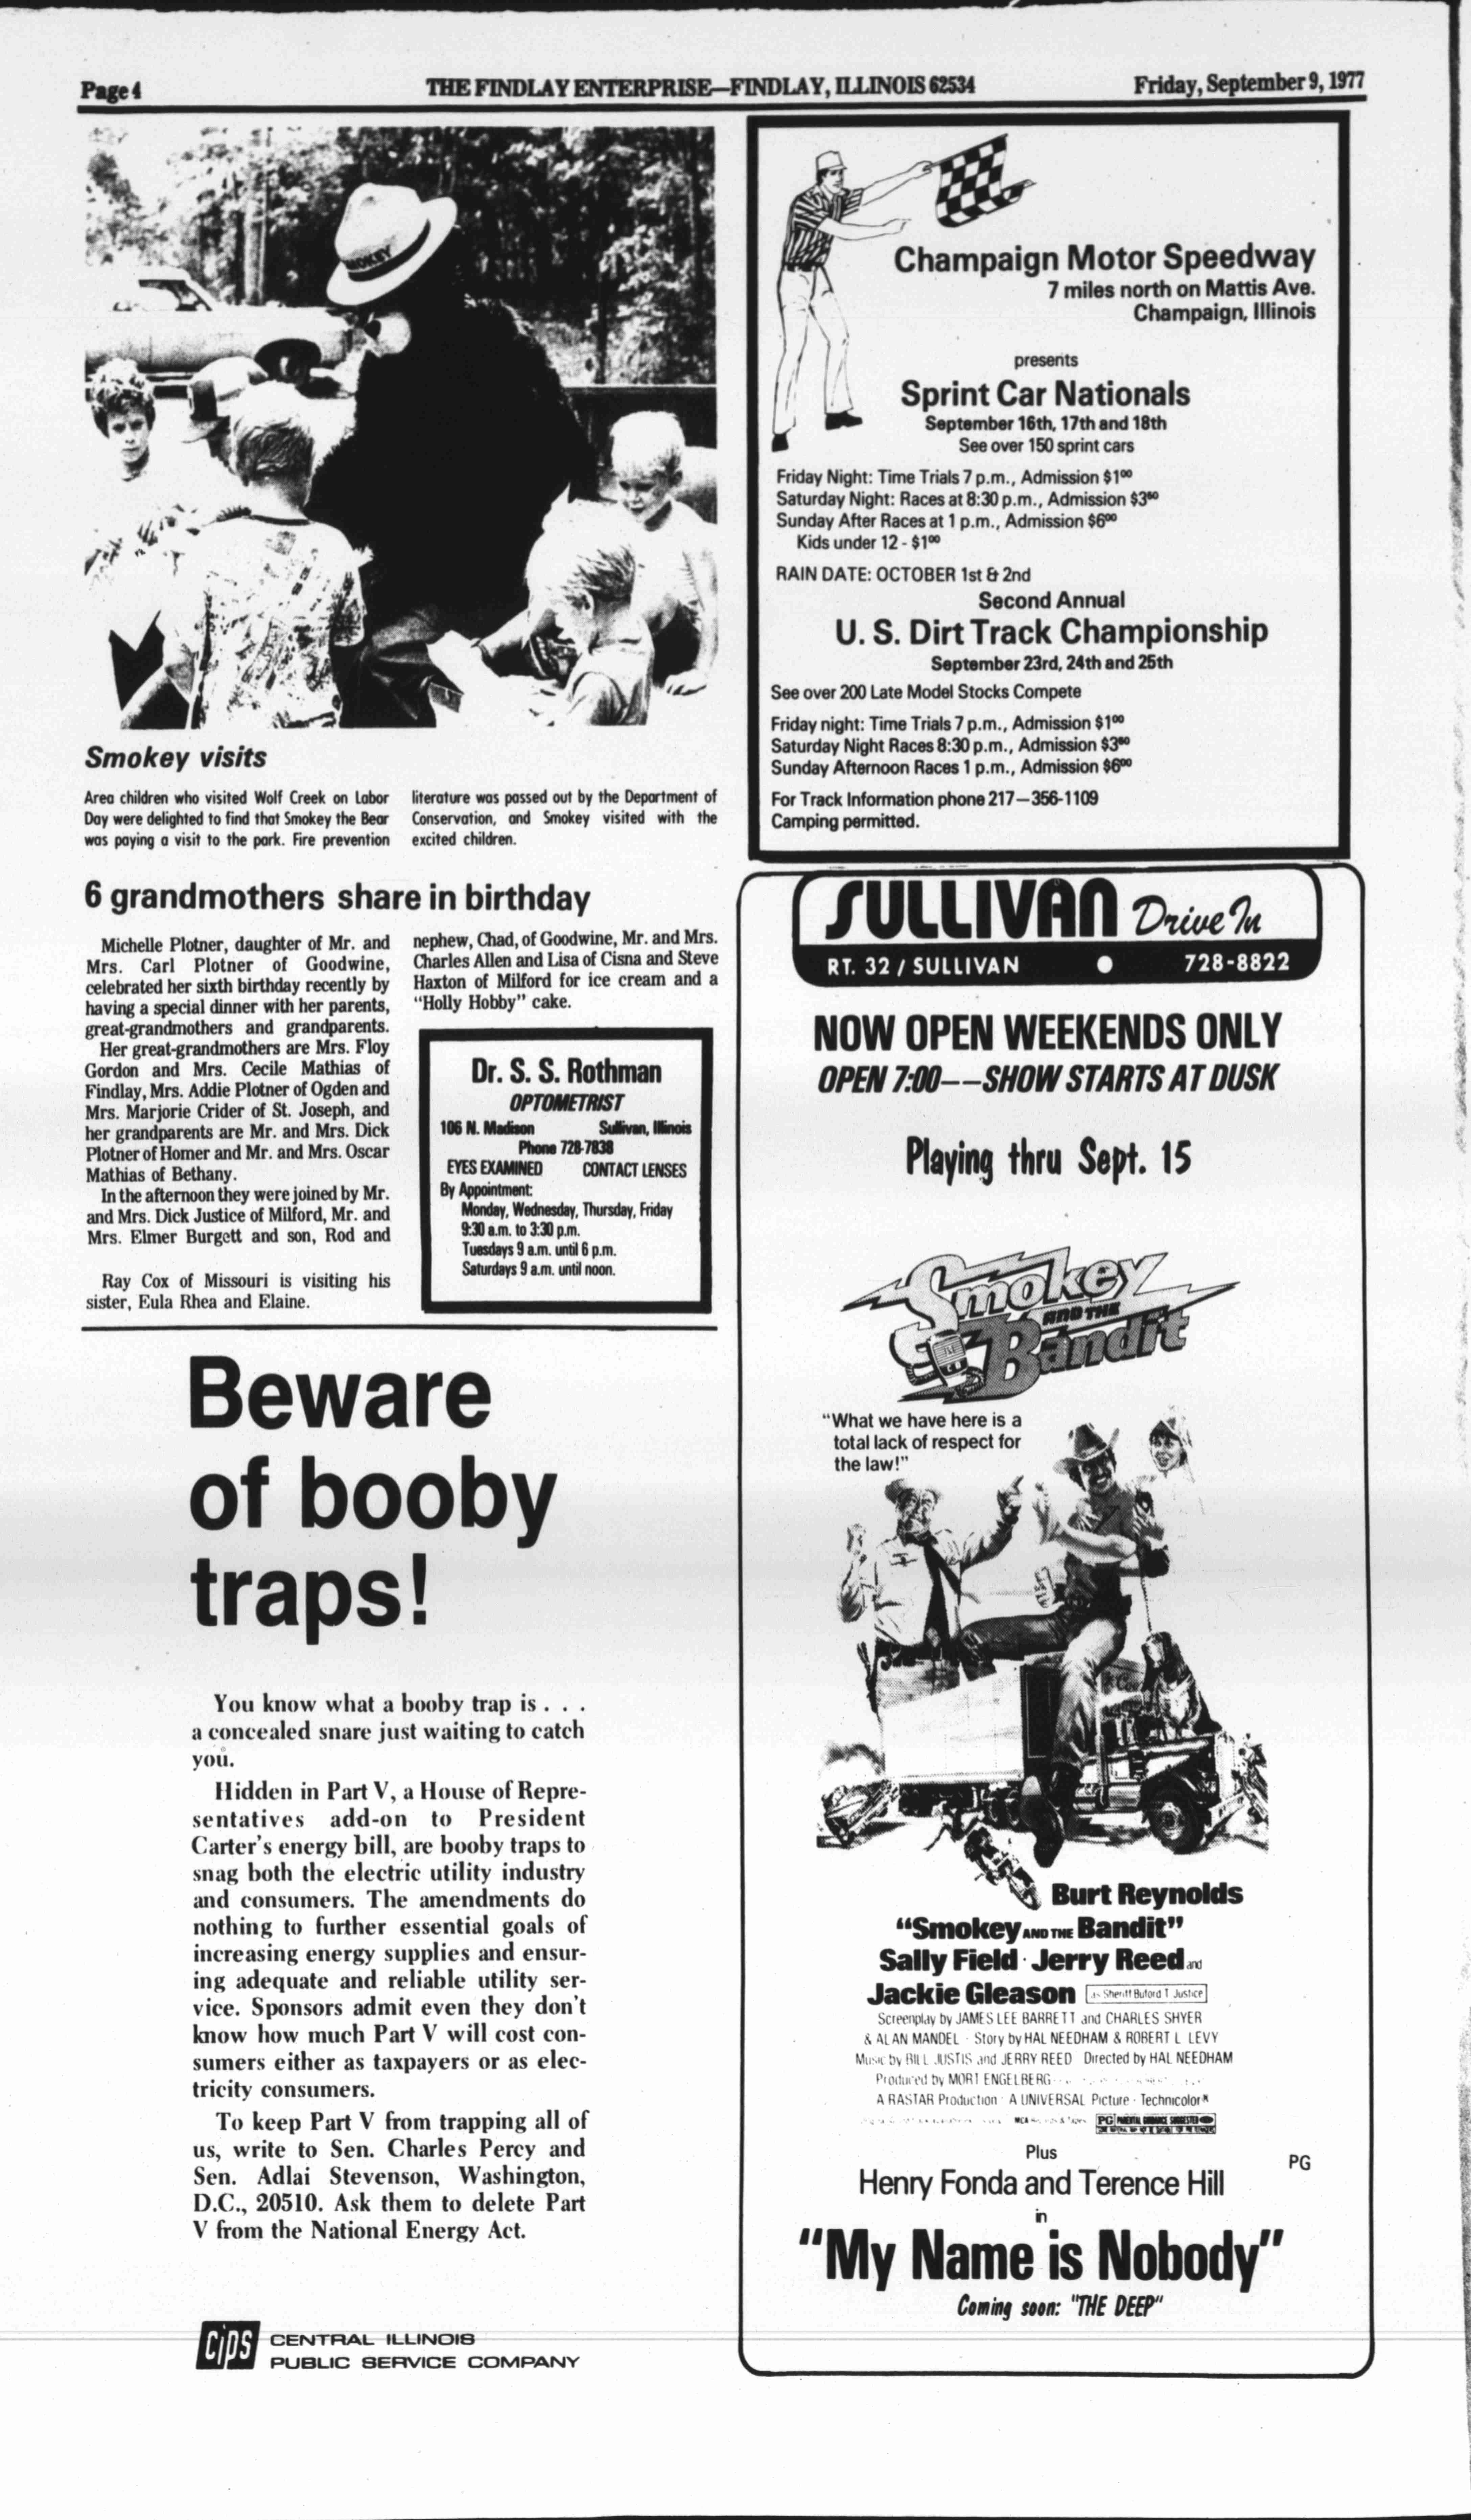 Page 4
THE FINDLAY ENTERPRISE—FINDLAY, ILLINOIS 62534
Friday, September 9, 1977
SMOKEY
Smokey visits
Area children who visited Wolf Creek on Labor
Day were delighted to find that Smokey the Bear
was paying a visit to the park. Fire prevention
literature was passed out by the Department of
Conservation, and Smokey visited with the
excited children.
6 grandmothers share in birthday
Michelle Plotner, daughter of Mr. and
Mrs. Carl Plotner of Goodwine,
celebrated her sixth birthday recently by
having a special dinner with her parents,
great-grandmothers and grandparents.
Her great-grandmothers are Mrs. Floy
Gordon and Mrs. Cecile Mathias of
Findlay, Mrs. Addie Plotner of Ogden and
Mrs. Marjorie Crider of St. Joseph, and
her grandparents are Mr. and Mrs. Dick
Plotner of Homer and Mr. and Mrs. Oscar
Mathias of Bethany.
In the afternoon they were joined by Mr.
and Mrs. Dick Justice of Milford, Mr. and
Mrs. Elmer Burgett and son, Rod and
nephew, Chad, of Goodwine, Mr. and Mrs.
Charles Allen and Lisa of Cisna and Steve
Haxton of Milford for ice cream and a
"Holly Hobby" cake.
Ray Cox of Missouri is visiting his
sister, Eula Rhea and Elaine.
Dr. S. S. Rothman
OPTOMETRIST
106 N. Madison Sullivan, Illinois
Phone 728-7838
EYES EXAMINED CONTACT LENSES
By Appointment:
Monday, Wednesday, Thursday, Friday
9:30 a.m. to 3:30 p.m.
Tuesdays 9 a.m. until 6 p.m.
Saturdays 9 a.m. until noon.
Beware
of booby
traps!
You know what a booby trap is . . .
a concealed snare just waiting to catch
you.
Hidden in Part V, a House of Repre-
sentatives add-on to President
Carter's energy bill, are booby traps to
snag both the electric utility industry
and consumers. The amendments do
nothing to further essential goals of
increasing energy supplies and ensur-
ing adequate and reliable utility ser-
vice. Sponsors admit even they don't
know how much Part V will cost con-
sumers either as taxpayers or as elec-
tricity consumers.
To keep Part V from trapping all of
us, write to Sen. Charles Percy and
Sen. Adlai Stevenson, Washington,
D.C., 20510. Ask them to delete Part
V from the National Energy Act.
CIPS
CENTRAL ILLINOIS
PUBLIC SERVICE COMPANY
Champaign Motor Speedway
7 miles north on Mattis Ave.
Champaign, Illinois
presents
Sprint Car Nationals
September 16th, 17th and 18th
See over 150 sprint cars
Friday Night: Time Trials 7 p.m., Admission $1⁰⁰
Saturday Night: Races at 8:30 p.m., Admission $3⁵⁰
Sunday After Races at 1 p.m., Admission $6⁰⁰
Kids under 12 - $1⁰⁰
RAIN DATE: OCTOBER 1st & 2nd
Second Annual
U. S. Dirt Track Championship
September 23rd, 24th and 25th
See over 200 Late Model Stocks Compete
Friday night: Time Trials 7 p.m., Admission $1⁰⁰
Saturday Night Races 8:30 p.m., Admission $3⁵⁰
Sunday Afternoon Races 1 p.m., Admission $6⁰⁰
For Track Information phone 217—356-1109
Camping permitted.
SULLIVAN Drive In
RT. 32 / SULLIVAN • 728-8822
NOW OPEN WEEKENDS ONLY
OPEN 7:00--SHOW STARTS AT DUSK
Playing thru Sept. 15
Smokey
AND THE
Bandit
"What we have here is a
total lack of respect for
the law!"
Burt Reynolds
"Smokey AND THE Bandit"
Sally Field · Jerry Reed and
Jackie Gleason as Sheriff Buford T. Justice
Screenplay by JAMES LEE BARRETT and CHARLES SHYER
& ALAN MANDEL · Story by HAL NEEDHAM & ROBERT L. LEVY
Music by BILL JUSTIS and JERRY REED Directed by HAL NEEDHAM
Produced by MORT ENGELBERG
A RASTAR Production · A UNIVERSAL Picture · Technicolor®
PG PARENTAL GUIDANCE SUGGESTED
Plus
PG
Henry Fonda and Terence Hill
in
"My Name is Nobody"
Coming soon: "THE DEEP"